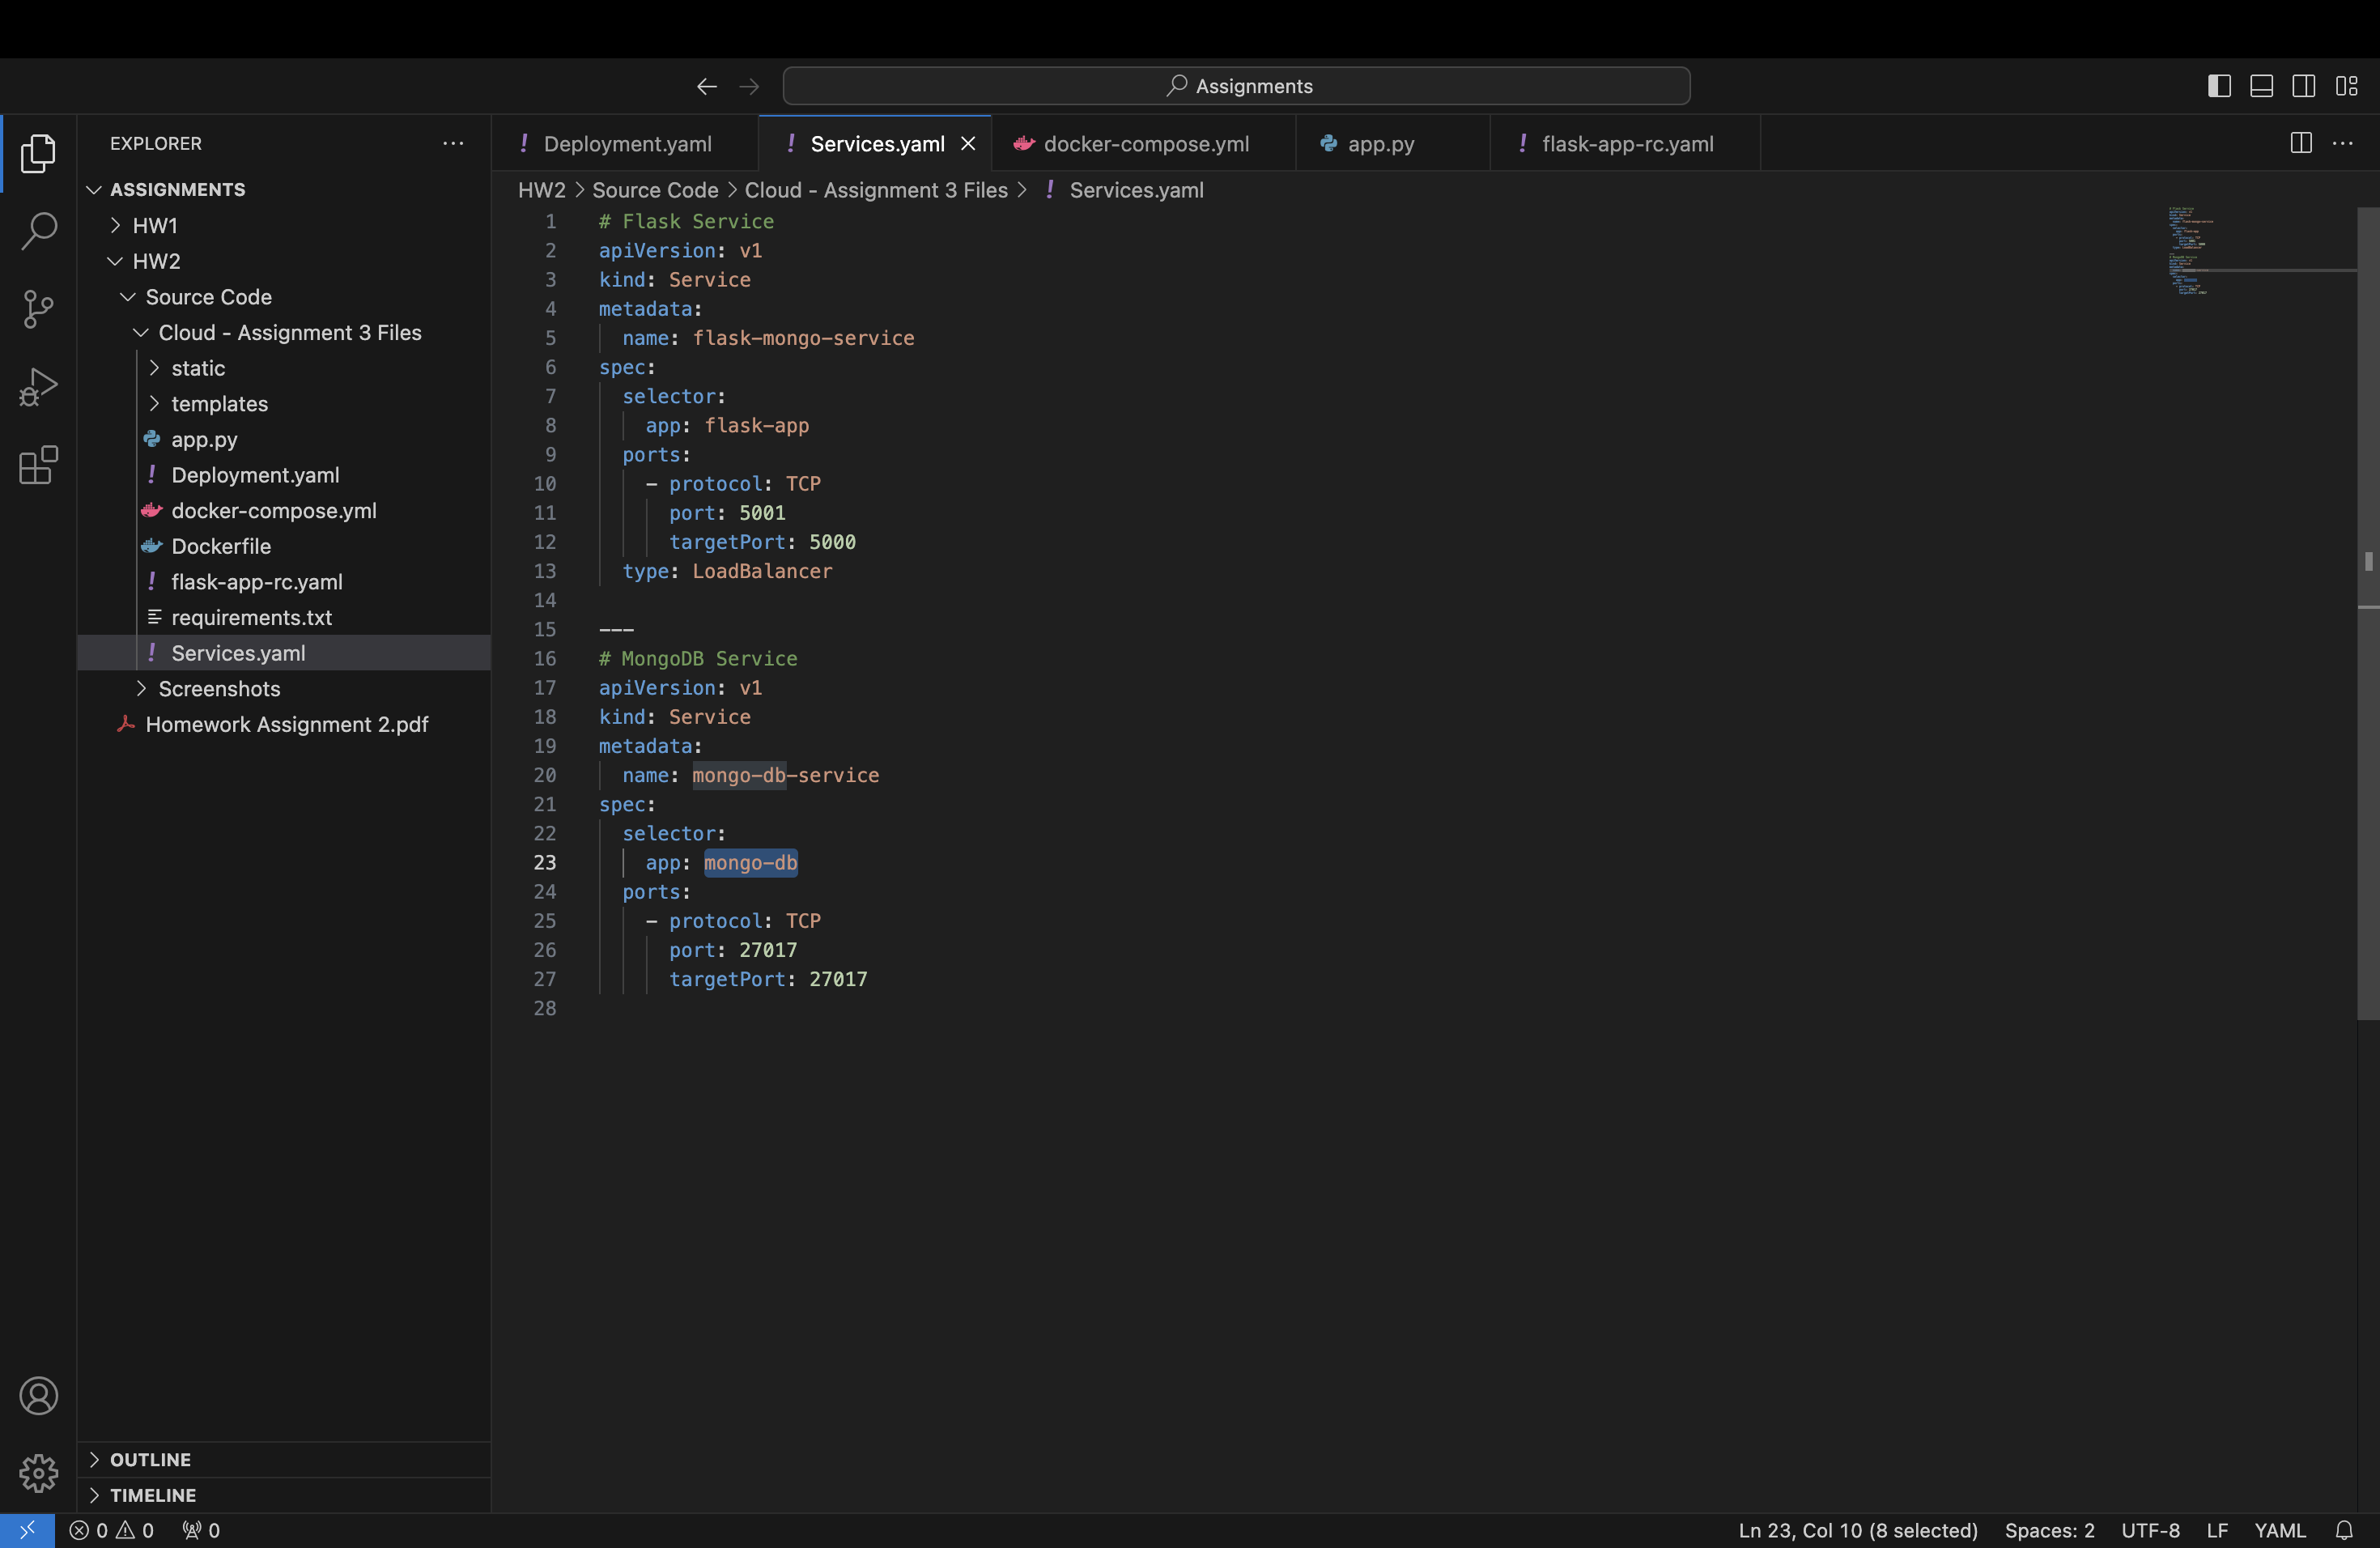 Assignments
EXPLORER
ASSIGNMENTS
HW1
HW2
Source Code
Cloud - Assignment 3 Files
static
templates
app.py
Deployment.yaml
docker-compose.yml
Dockerfile
flask-app-rc.yaml
requirements.txt
Services.yaml
Screenshots
Homework Assignment 2.pdf
OUTLINE
TIMELINE
Deployment.yaml Services.yaml docker-compose.yml app.py flask-app-rc.yaml
HW2 > Source Code > Cloud - Assignment 3 Files > ! Services.yaml
1 # Flask Service
2 apiVersion: v1
3 kind: Service
4 metadata:
5 name: flask-mongo-service
6 spec:
7 selector:
8 app: flask-app
9 ports:
10 - protocol: TCP
11 port: 5001
12 targetPort: 5000
13 type: LoadBalancer
14
15 ---
16 # MongoDB Service
17 apiVersion: v1
18 kind: Service
19 metadata:
20 name: mongo-db-service
21 spec:
22 selector:
23 app: mongo-db
24 ports:
25 - protocol: TCP
26 port: 27017
27 targetPort: 27017
28
0 0 0 Ln 23, Col 10 (8 selected) Spaces: 2 UTF-8 LF YAML